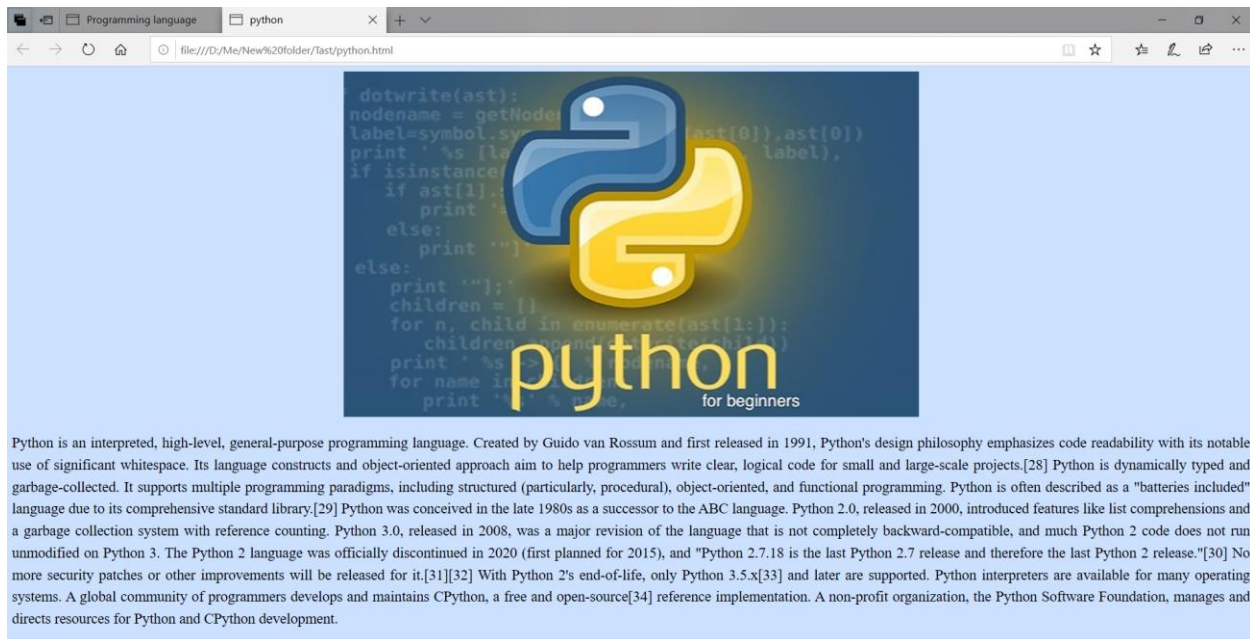 Programming language
python
file:///D:/Me/New%20folder/Tast/python.html
dotwrite(ast):
nodename =
print ' %s
if isinstance
if ast[1].
print
else:
print '"]
else:
print '"];'
children = []
for n, child in enumerate(ast[1:]):
print ' %s
for name in
print
python
for beginners
Python is an interpreted, high-level, general-purpose programming language. Created by Guido van Rossum and first released in 1991, Python's design philosophy emphasizes code readability with its notable
use of significant whitespace. Its language constructs and object-oriented approach aim to help programmers write clear, logical code for small and large-scale projects.[28] Python is dynamically typed and
garbage-collected. It supports multiple programming paradigms, including structured (particularly, procedural), object-oriented, and functional programming. Python is often described as a "batteries included"
language due to its comprehensive standard library.[29] Python was conceived in the late 1980s as a successor to the ABC language. Python 2.0, released in 2000, introduced features like list comprehensions and
a garbage collection system with reference counting. Python 3.0, released in 2008, was a major revision of the language that is not completely backward-compatible, and much Python 2 code does not run
unmodified on Python 3. The Python 2 language was officially discontinued in 2020 (first planned for 2015), and "Python 2.7.18 is the last Python 2.7 release and therefore the last Python 2 release."[30] No
more security patches or other improvements will be released for it.[31][32] With Python 2's end-of-life, only Python 3.5.x[33] and later are supported. Python interpreters are available for many operating
systems. A global community of programmers develops and maintains CPython, a free and open-source[34] reference implementation. A non-profit organization, the Python Software Foundation, manages and
directs resources for Python and CPython development.